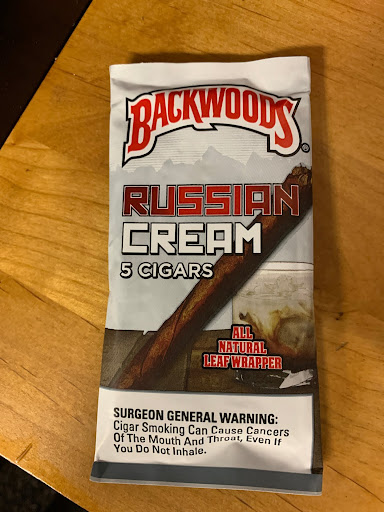 BACKWOODS®
RUSSIAN
CREAM
5 CIGARS
ALL
NATURAL
LEAF WRAPPER
SURGEON GENERAL WARNING:
Cigar Smoking Can Cause Cancers
Of The Mouth And Throat, Even If
You Do Not Inhale.